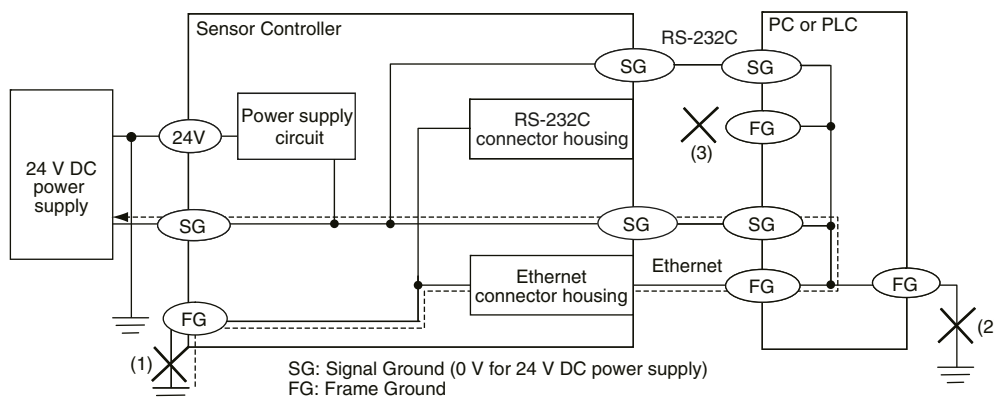 Sensor Controller
PC or PLC
RS-232C
SG
SG
24 V DC
power
supply
24V
Power supply
circuit
RS-232C
connector housing
(3)
FG
SG
SG
SG
Ethernet
connector housing
Ethernet
FG
FG
FG
(1)
(2
SG: Signal Ground (0 V for 24 V DC power supply)
FG: Frame Ground